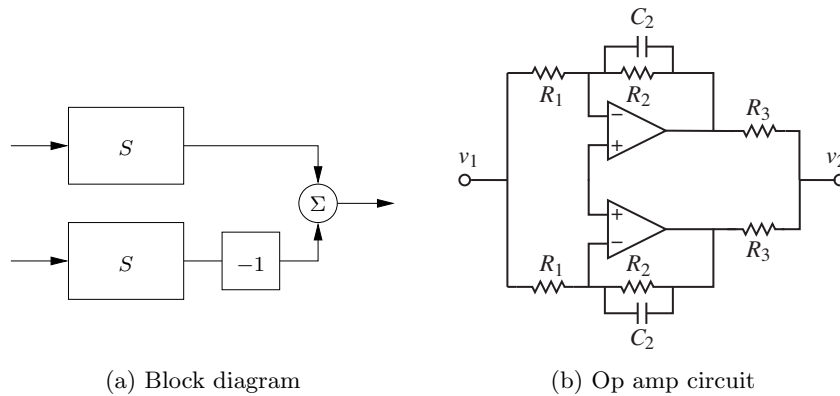 S
Σ
S
−1
(a) Block diagram
C₂
R₁
R₂
R₃
−
+
v₁
v₂
+
−
R₁
R₂
R₃
C₂
(b) Op amp circuit